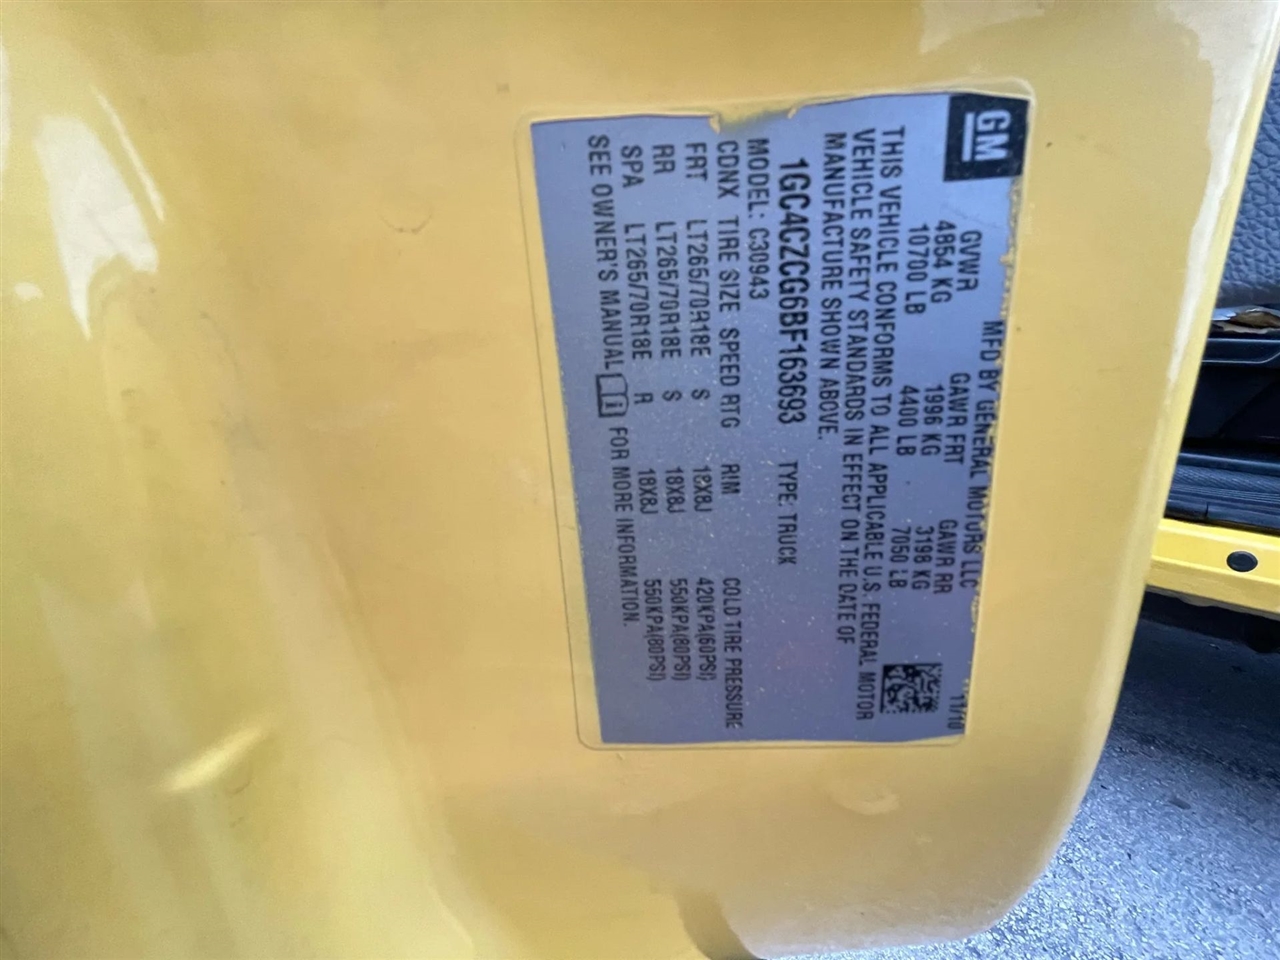 GM
MFD BY GENERAL MOTORS LLC
11/10
GVWR GAWR FRT GAWR RR
4854 KG 1996 KG 3198 KG
10700 LB 4400 LB 7050 LB
THIS VEHICLE CONFORMS TO ALL APPLICABLE U.S. FEDERAL MOTOR
VEHICLE SAFETY STANDARDS IN EFFECT ON THE DATE OF
MANUFACTURE SHOWN ABOVE.
1GC4CZCG6BF163693 TYPE: TRUCK
MODEL: C30943
CDNX TIRE SIZE SPEED RTG RIM COLD TIRE PRESSURE
FRT LT265/70R18E S 18X8J 420KPA(60PSI)
RR LT265/70R18E S 18X8J 550KPA(80PSI)
SPA LT265/70R18E R 18X8J 550KPA(80PSI)
SEE OWNER'S MANUAL FOR MORE INFORMATION.